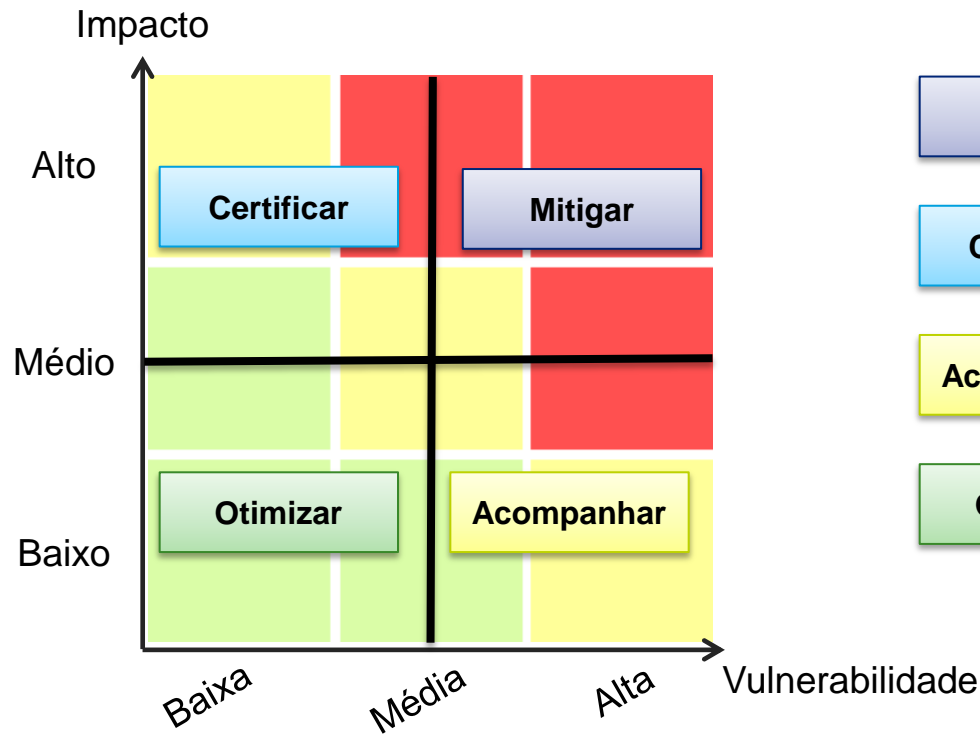 Impacto
Alto
Certificar
Mitigar
Médio
Otimizar
Acompanhar
Baixo
Baixa
Média
Alta
Vulnerabilidade